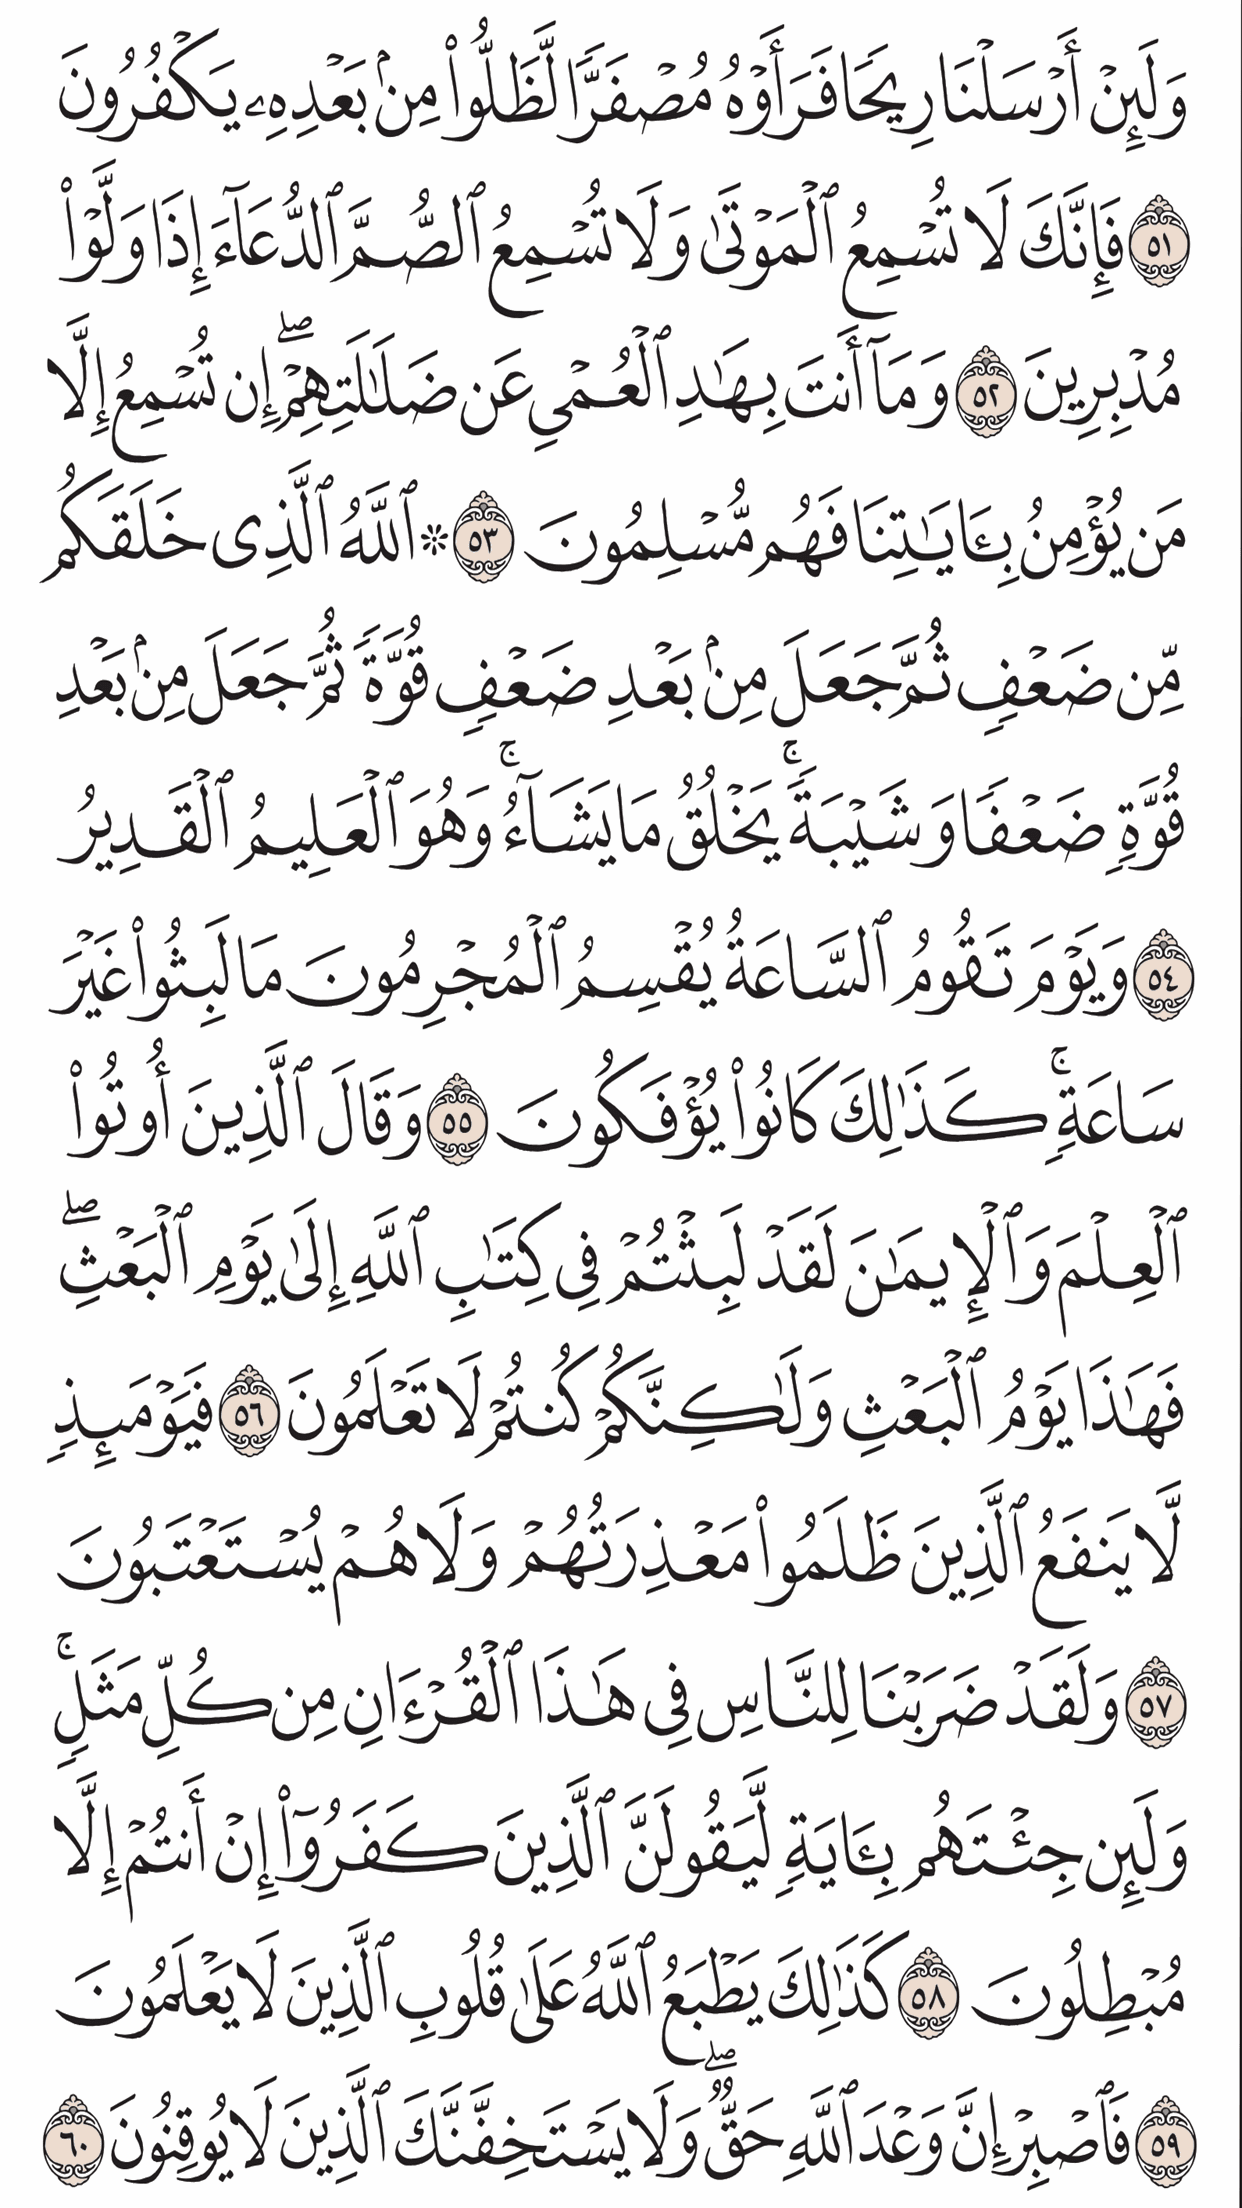 وَلَئِنۡ أَرۡسَلۡنَا رِيحٗا فَرَأَوۡهُ مُصۡفَرّٗا لَّظَلُّواْ مِنۢ بَعۡدِهِۦ يَكۡفُرُونَ
٥١ فَإِنَّكَ لَا تُسۡمِعُ ٱلۡمَوۡتَىٰ وَلَا تُسۡمِعُ ٱلصُّمَّ ٱلدُّعَآءَ إِذَا وَلَّوۡاْ
مُدۡبِرِينَ ٥٢ وَمَآ أَنتَ بِهَٰدِ ٱلۡعُمۡيِ عَن ضَلَٰلَتِهِمۡۖ إِن تُسۡمِعُ إِلَّا
مَن يُؤۡمِنُ بِـَٔايَٰتِنَا فَهُم مُّسۡلِمُونَ ٥٣ ۞ ٱللَّهُ ٱلَّذِي خَلَقَكُم
مِّن ضَعۡفٖ ثُمَّ جَعَلَ مِنۢ بَعۡدِ ضَعۡفٖ قُوَّةٗ ثُمَّ جَعَلَ مِنۢ بَعۡدِ
قُوَّةٖ ضَعۡفٗا وَشَيۡبَةٗۚ يَخۡلُقُ مَا يَشَآءُۚ وَهُوَ ٱلۡعَلِيمُ ٱلۡقَدِيرُ
٥٤ وَيَوۡمَ تَقُومُ ٱلسَّاعَةُ يُقۡسِمُ ٱلۡمُجۡرِمُونَ مَا لَبِثُواْ غَيۡرَ
سَاعَةٖۚ كَذَٰلِكَ كَانُواْ يُؤۡفَكُونَ ٥٥ وَقَالَ ٱلَّذِينَ أُوتُواْ
ٱلۡعِلۡمَ وَٱلۡإِيمَٰنَ لَقَدۡ لَبِثۡتُمۡ فِي كِتَٰبِ ٱللَّهِ إِلَىٰ يَوۡمِ ٱلۡبَعۡثِۖ
فَهَٰذَا يَوۡمُ ٱلۡبَعۡثِ وَلَٰكِنَّكُمۡ كُنتُمۡ لَا تَعۡلَمُونَ ٥٦ فَيَوۡمَئِذٖ
لَّا يَنفَعُ ٱلَّذِينَ ظَلَمُواْ مَعۡذِرَتُهُمۡ وَلَا هُمۡ يُسۡتَعۡتَبُونَ
٥٧ وَلَقَدۡ ضَرَبۡنَا لِلنَّاسِ فِي هَٰذَا ٱلۡقُرۡءَانِ مِن كُلِّ مَثَلٖۚ
وَلَئِن جِئۡتَهُم بِـَٔايَةٖ لَّيَقُولَنَّ ٱلَّذِينَ كَفَرُوٓاْ إِنۡ أَنتُمۡ إِلَّا
مُبۡطِلُونَ ٥٨ كَذَٰلِكَ يَطۡبَعُ ٱللَّهُ عَلَىٰ قُلُوبِ ٱلَّذِينَ لَا يَعۡلَمُونَ
٥٩ فَٱصۡبِرۡ إِنَّ وَعۡدَ ٱللَّهِ حَقّٞۖ وَلَا يَسۡتَخِفَّنَّكَ ٱلَّذِينَ لَا يُوقِنُونَ ٦٠